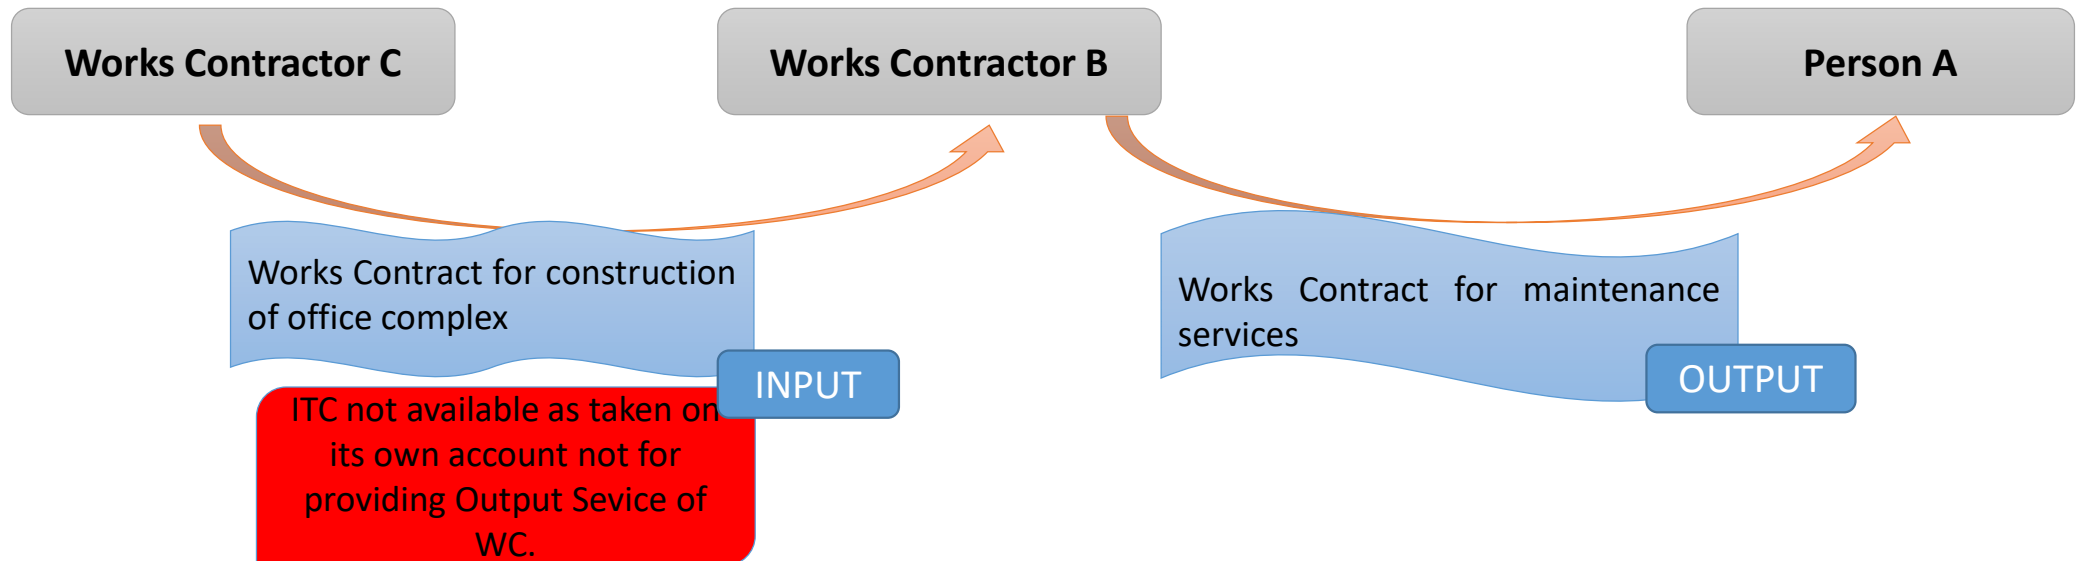 Works Contractor C
Works Contractor B
Person A
Works Contract for construction
of office complex
INPUT
ITC not available as taken on
its own account not for
providing Output Sevice of
WC.
Works Contract for maintenance
services
OUTPUT